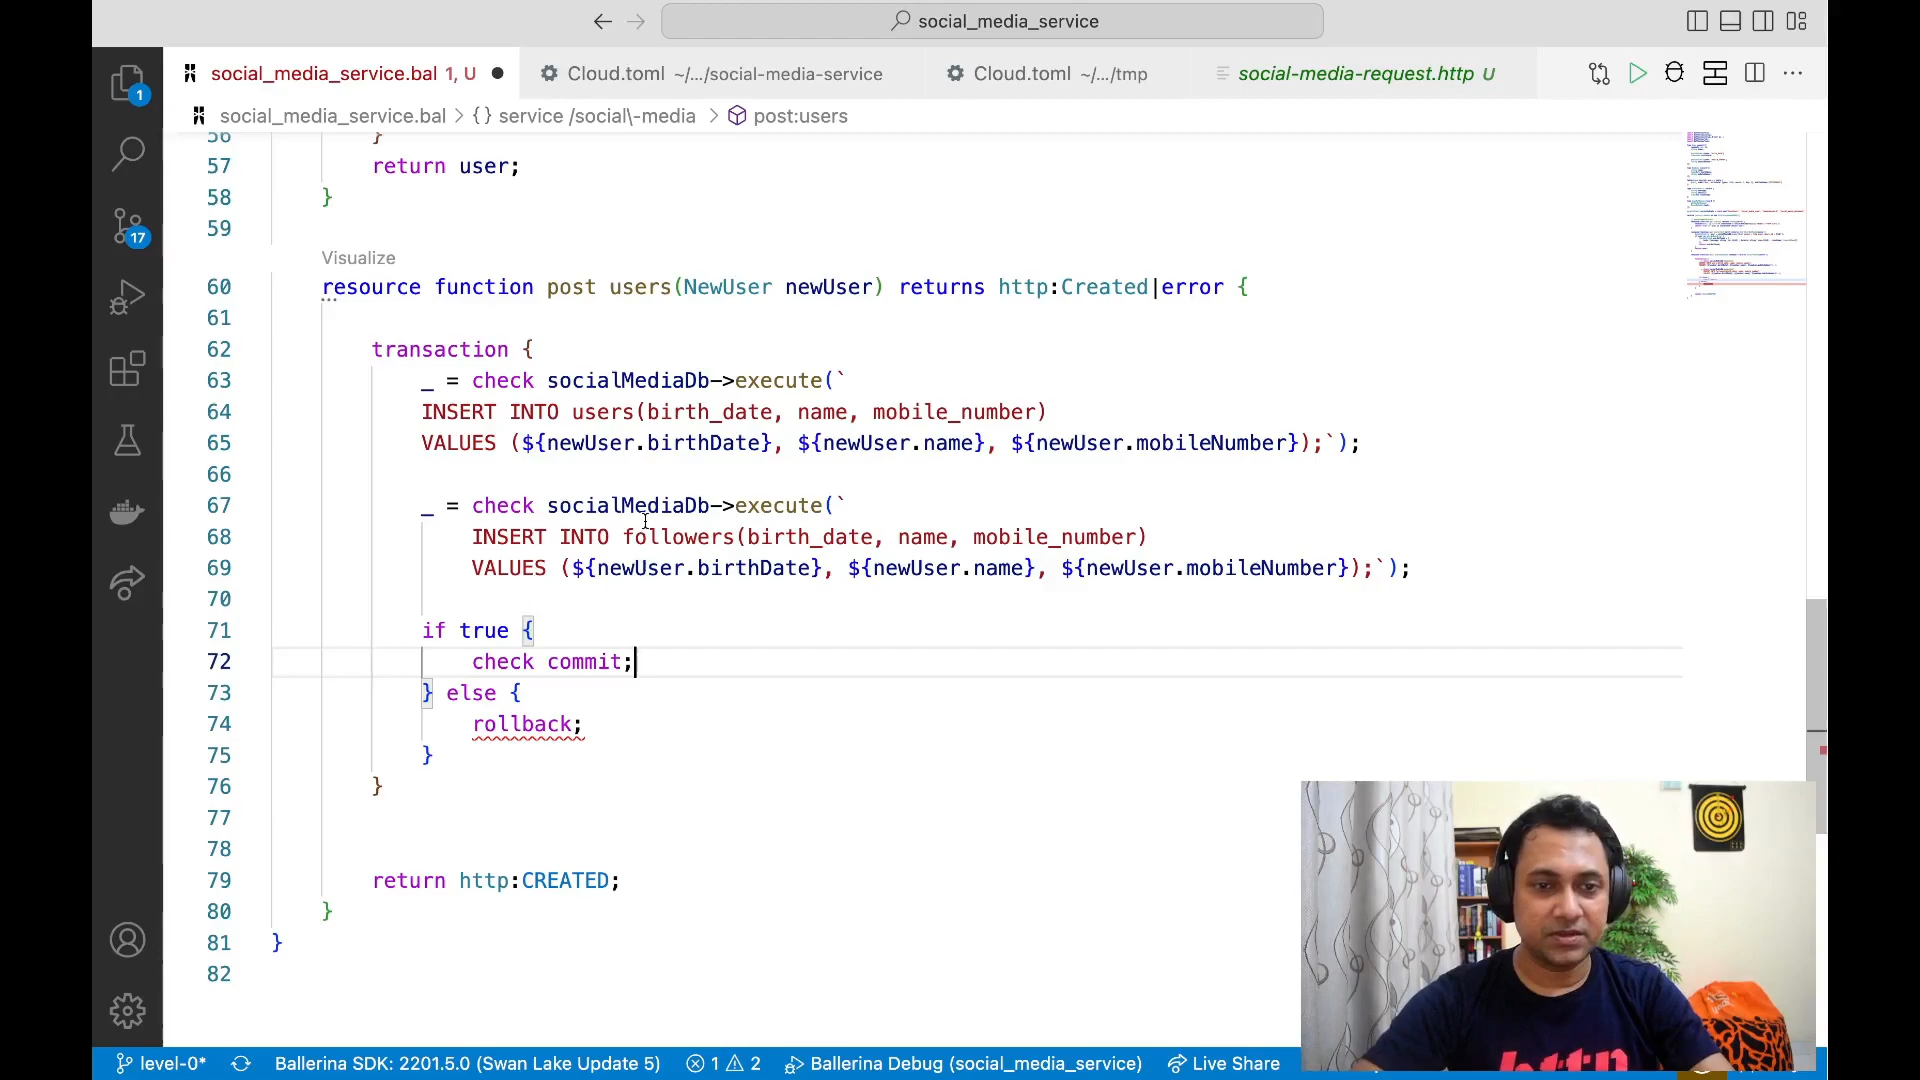 social_media_service
social_media_service.bal 1, U
Cloud.toml ~/.../social-media-service
Cloud.toml ~/.../tmp
social-media-request.http U
social_media_service.bal > {} service /social\-media > post:users
1
17
56 }
57 return user;
58 }
59
Visualize
60 resource function post users(NewUser newUser) returns http:Created|error {
61
62 transaction {
63 _ = check socialMediaDb->execute(`
64 INSERT INTO users(birth_date, name, mobile_number)
65 VALUES (${newUser.birthDate}, ${newUser.name}, ${newUser.mobileNumber});`);
66
67 _ = check socialMediaDb->execute(`
68 INSERT INTO followers(birth_date, name, mobile_number)
69 VALUES (${newUser.birthDate}, ${newUser.name}, ${newUser.mobileNumber});`);
70
71 if true {
72 check commit;
73 } else {
74 rollback;
75 }
76 }
77
78
79 return http:CREATED;
80 }
81 }
82
level-0* Ballerina SDK: 2201.5.0 (Swan Lake Update 5) 1 2 Ballerina Debug (social_media_service) Live Share